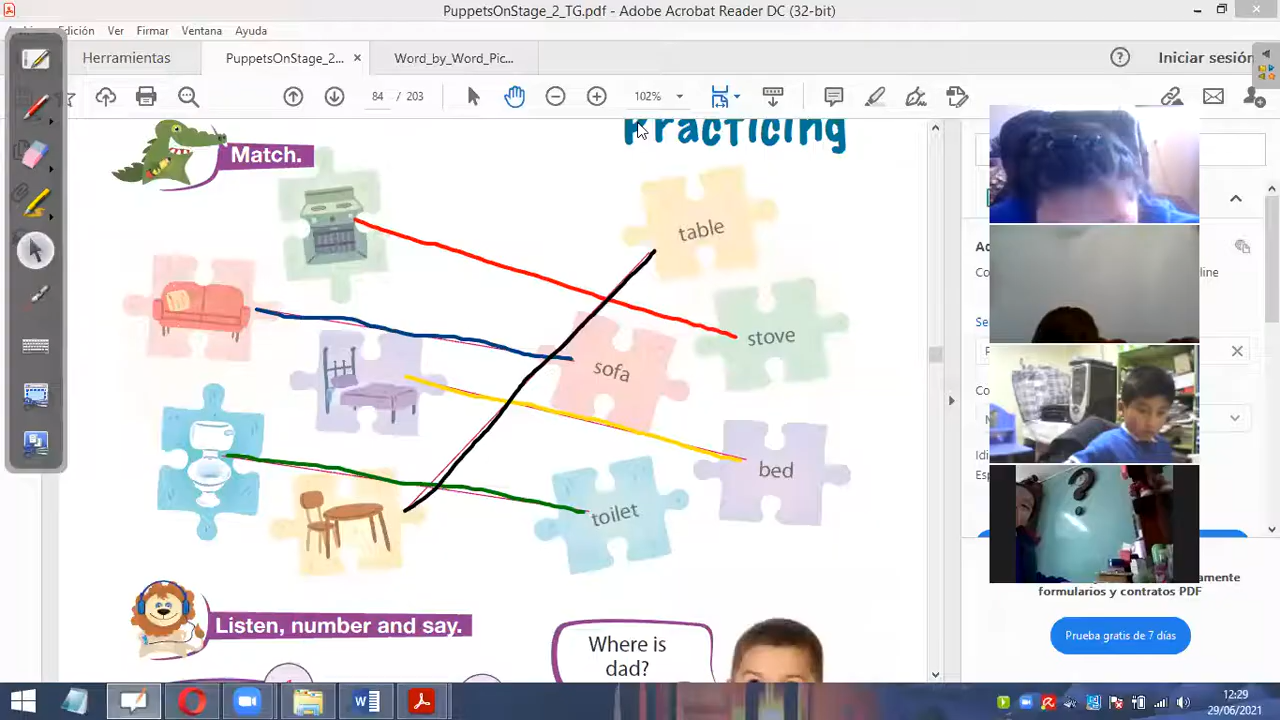 PuppetsOnStage_2_TG.pdf - Adobe Acrobat Reader DC (32-bit)
Edición Ver Firmar Ventana Ayuda
Herramientas PuppetsOnStage_2... × Word_by_Word_Pic... Iniciar sesión
84 / 203 102%
Practicing
Match.
table
stove
sofa
bed
toilet
Listen, number and say.
Where is
dad?
formularios y contratos PDF
Prueba gratis de 7 días
12:29
29/06/2021